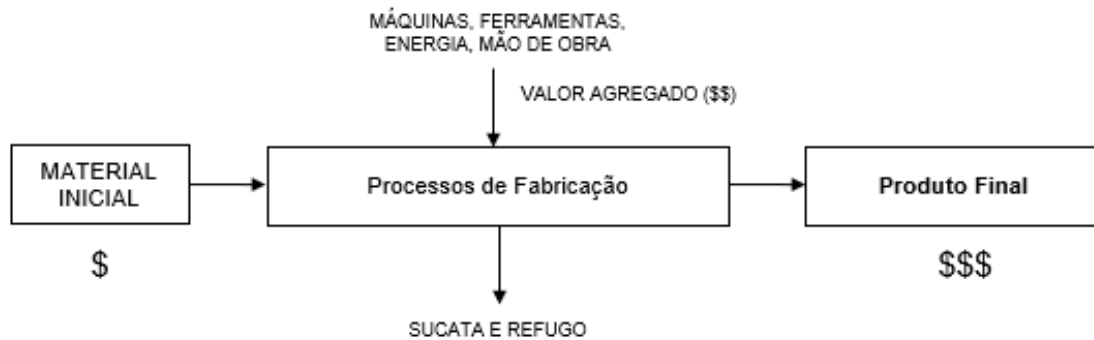 MÁQUINAS, FERRAMENTAS,
ENERGIA, MÃO DE OBRA
VALOR AGREGADO ($$)
MATERIAL
INICIAL
Processos de Fabricação
Produto Final
$
$$$
SUCATA E REFUGO